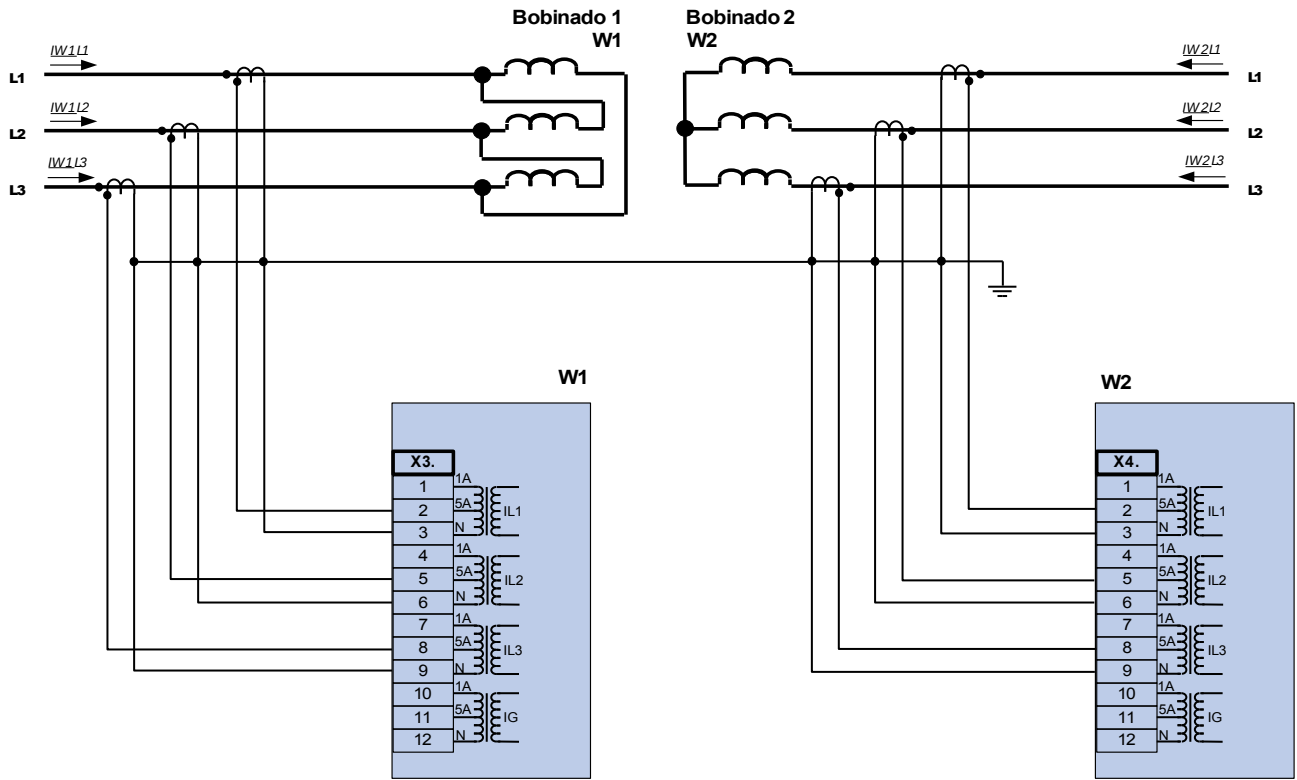 Bobinado 1
W1
Bobinado 2
W2
IW1L1
L1
IW1L2
L2
IW1L3
L3
IW2L1
L1
IW2L2
L2
IW2L3
L3
W1
X3.
1 1A
2 5A IL1
3 N
4 1A
5 5A IL2
6 N
7 1A
8 5A IL3
9 N
10 1A
11 5A IG
12 N
W2
X4.
1 1A
2 5A IL1
3 N
4 1A
5 5A IL2
6 N
7 1A
8 5A IL3
9 N
10 1A
11 5A IG
12 N